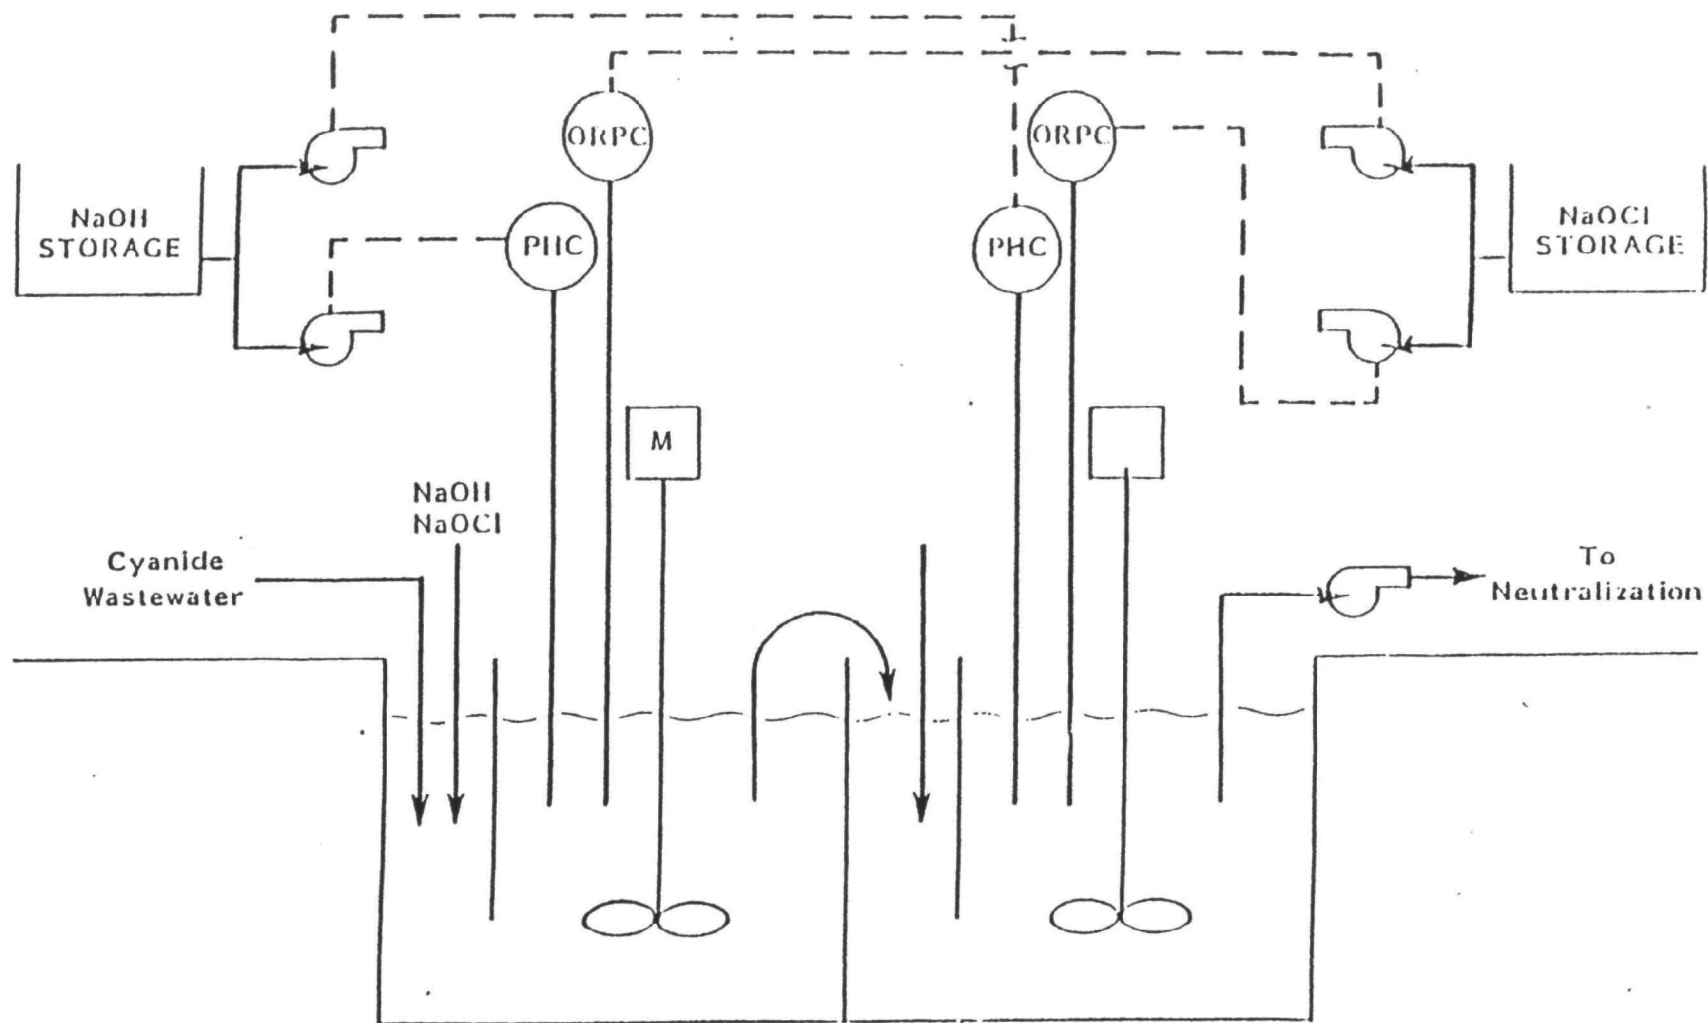 ORPC
ORPC
NaOH
STORAGE
PHC
PHC
NaOCl
STORAGE
M
NaOH
NaOCl
Cyanide
Wastewater
To
Neutralization